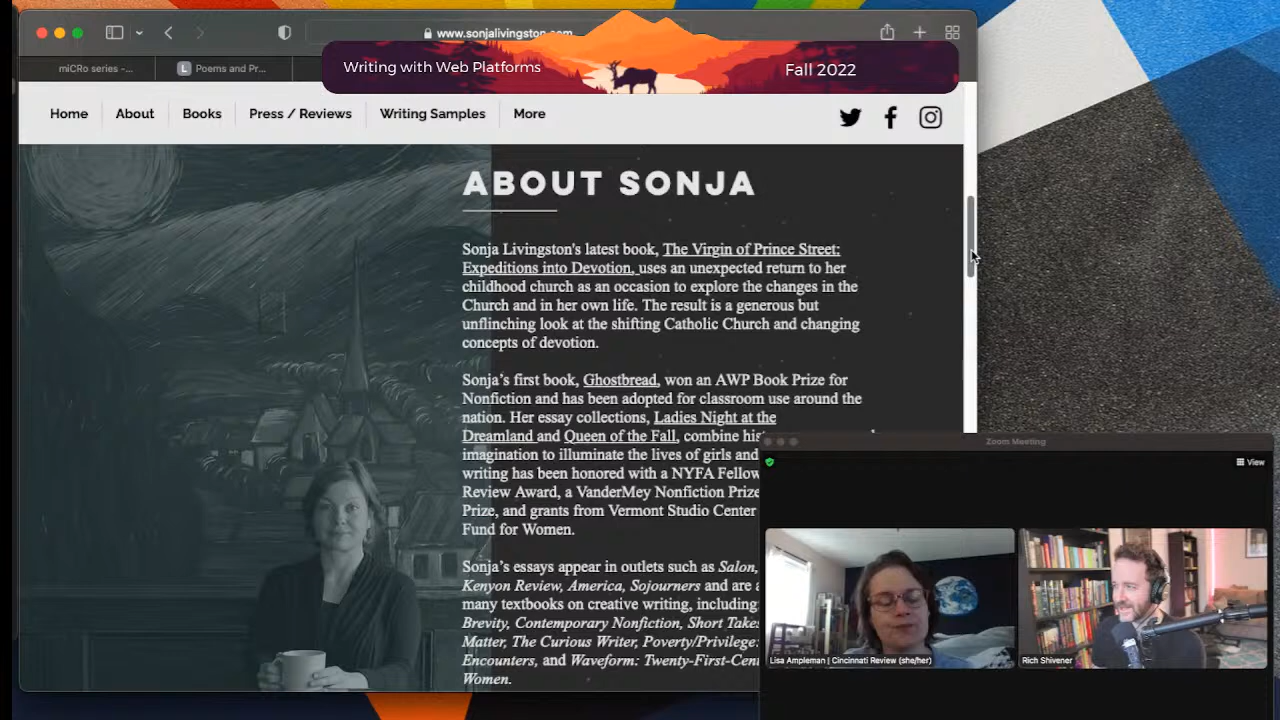 www.sonjalivingston.com
miCRo series -...
L Poems and Pr...
Writing with Web Platforms
Fall 2022
Home
About
Books
Press / Reviews
Writing Samples
More
ABOUT SONJA
Sonja Livingston's latest book, The Virgin of Prince Street:
Expeditions into Devotion, uses an unexpected return to her
childhood church as an occasion to explore the changes in the
Church and in her own life. The result is a generous but
unflinching look at the shifting Catholic Church and changing
concepts of devotion.
Sonja's first book, Ghostbread, won an AWP Book Prize for
Nonfiction and has been adopted for classroom use around the
nation. Her essay collections, Ladies Night at the
Dreamland and Queen of the Fall, combine
imagination to illuminate the lives of girls and
writing has been honored with a NYFA Fellow
Review Award, a VanderMey Nonfiction Prize
Prize, and grants from Vermont Studio Center
Fund for Women.
Sonja's essays appear in outlets such as Salon,
Kenyon Review, America, Sojourners and are a
many textbooks on creative writing, including
Brevity, Contemporary Nonfiction, Short Takes
Matter, The Curious Writer, Poverty/Privilege:
Encounters, and Waveform: Twenty-First-Cen
Women.
Zoom Meeting
View
Lisa Ampleman | Cincinnati Review (she/her)
Rich Shivener